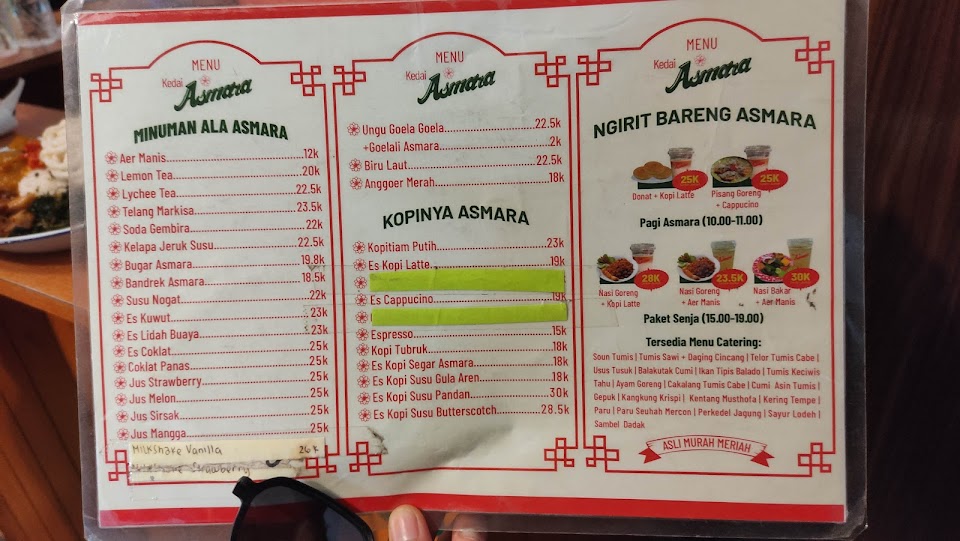 MENU
Kedai
Asmara
MINUMAN ALA ASMARA
Aer Manis 12k
Lemon Tea 20k
Lychee Tea 22.5k
Telang Markisa 23.5k
Soda Gembira 22k
Kelapa Jeruk Susu 22.5k
Bugar Asmara 19.8k
Bandrek Asmara 18.5k
Susu Nogat 22k
Es Kuwut 23k
Es Lidah Buaya 23k
Es Coklat 25k
Coklat Panas 25k
Jus Strawberry 25k
Jus Melon 25k
Jus Sirsak 25k
Jus Mangga 25k
Milkshake Vanilla 26k
Strawberry
MENU
Kedai
Asmara
Ungu Goela Goela 22.5k
+Goelali Asmara 2k
Biru Laut 22.5k
Anggoer Merah 18k
KOPINYA ASMARA
Kopitiam Putih 23k
Es Kopi Latte 19k
Es Cappucino 19k
Espresso 15k
Kopi Tubruk 18k
Es Kopi Segar Asmara 18k
Es Kopi Susu Gula Aren 18k
Es Kopi Susu Pandan 30k
Es Kopi Susu Butterscotch 28.5k
MENU
Kedai
Asmara
NGIRIT BARENG ASMARA
25K
25K
Donat + Kopi Latte
Pisang Goreng
+ Cappucino
Pagi Asmara (10.00-11.00)
28K
23.5K
30K
Nasi Goreng
+ Kopi Latte
Nasi Goreng
+ Aer Manis
Nasi Bakar
+ Aer Manis
Paket Senja (15.00-19.00)
Tersedia Menu Catering:
Soun Tumis | Tumis Sawi + Daging Cincang | Telor Tumis Cabe |
Usus Tusuk | Balakutak Cumi | Ikan Tipis Balado | Tumis Keciwis
Tahu | Ayam Goreng | Cakalang Tumis Cabe | Cumi Asin Tumis |
Gepuk | Kangkung Krispi | Kentang Musthofa | Kering Tempe |
Paru | Paru Seuhah Mercon | Perkedel Jagung | Sayur Lodeh |
Sambel Dadak
ASLI MURAH MERIAH